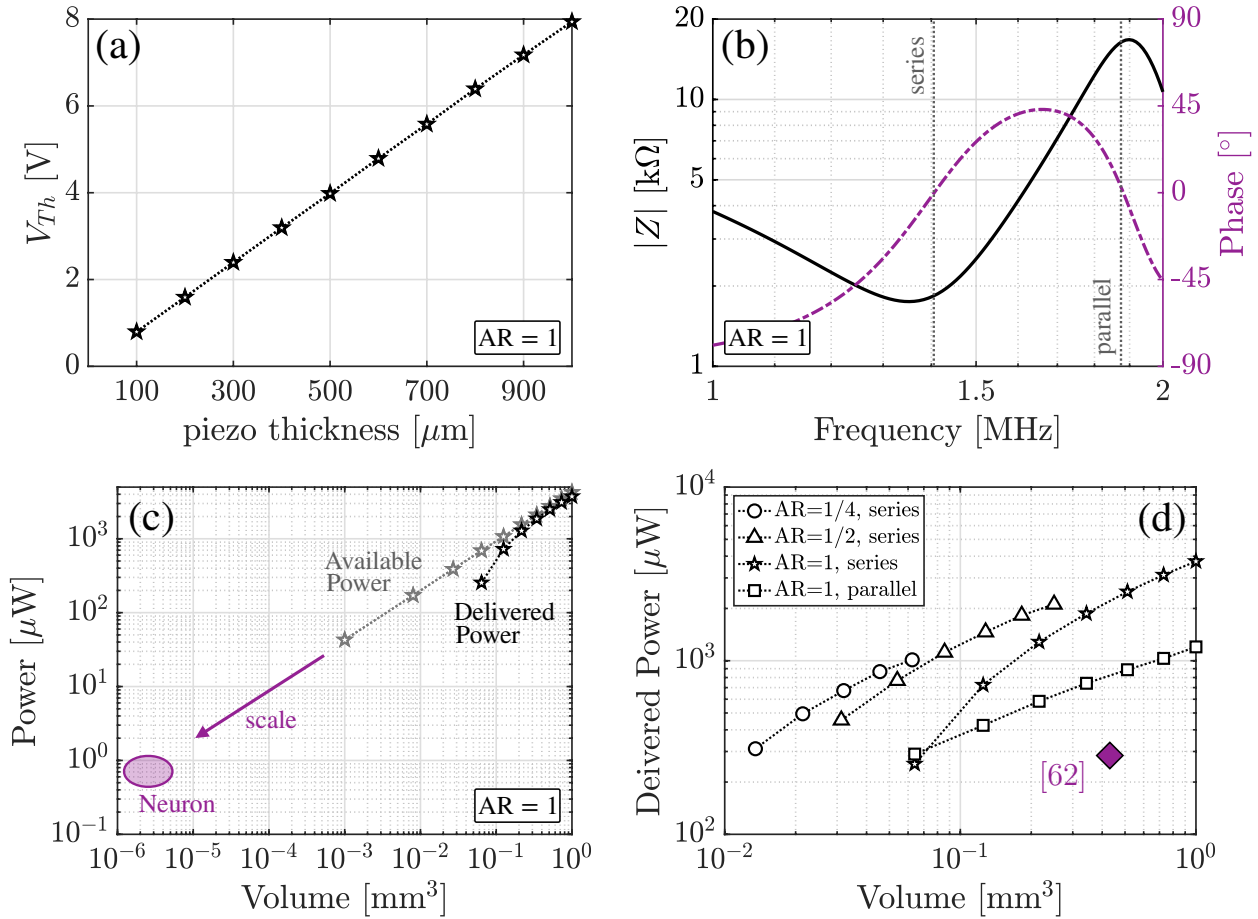 (a)
V_Th [V]
8
6
4
2
0
100 300 500 700 900
piezo thickness [μm]
AR = 1
(b)
|Z| [kΩ]
20
10
5
1
series
parallel
AR = 1
1 1.5 2
Frequency [MHz]
90
45
0
-45
-90
Phase [°]
(c)
Power [μW]
10^3
10^2
10^1
10^0
10^-1
Available
Power
Delivered
Power
scale
Neuron
AR = 1
10^-6 10^-5 10^-4 10^-3 10^-2 10^-1 10^0
Volume [mm^3]
(d)
Deivered Power [μW]
10^4
10^3
10^2
AR=1/4, series
AR=1/2, series
AR=1, series
AR=1, parallel
[62]
10^-2 10^-1 10^0
Volume [mm^3]